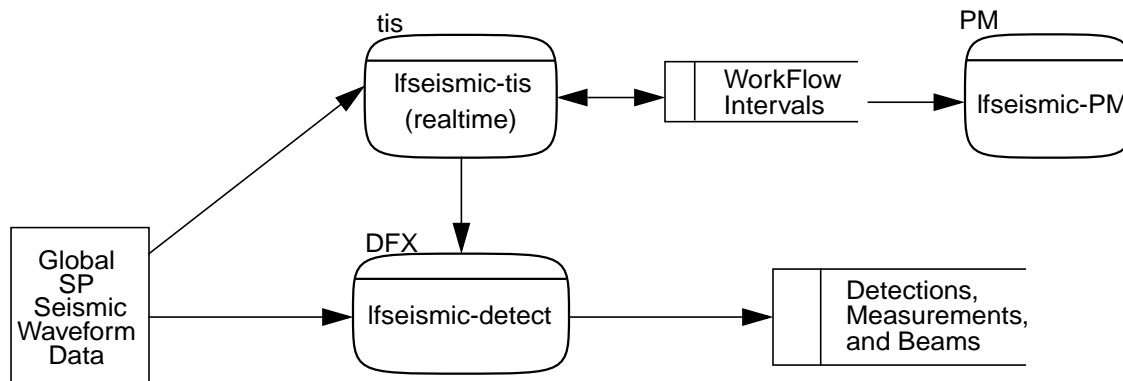 tis
lfseismic-tis
(realtime)
WorkFlow
Intervals
PM
lfseismic-PM
Global
SP
Seismic
Waveform
Data
DFX
lfseismic-detect
Detections,
Measurements,
and Beams